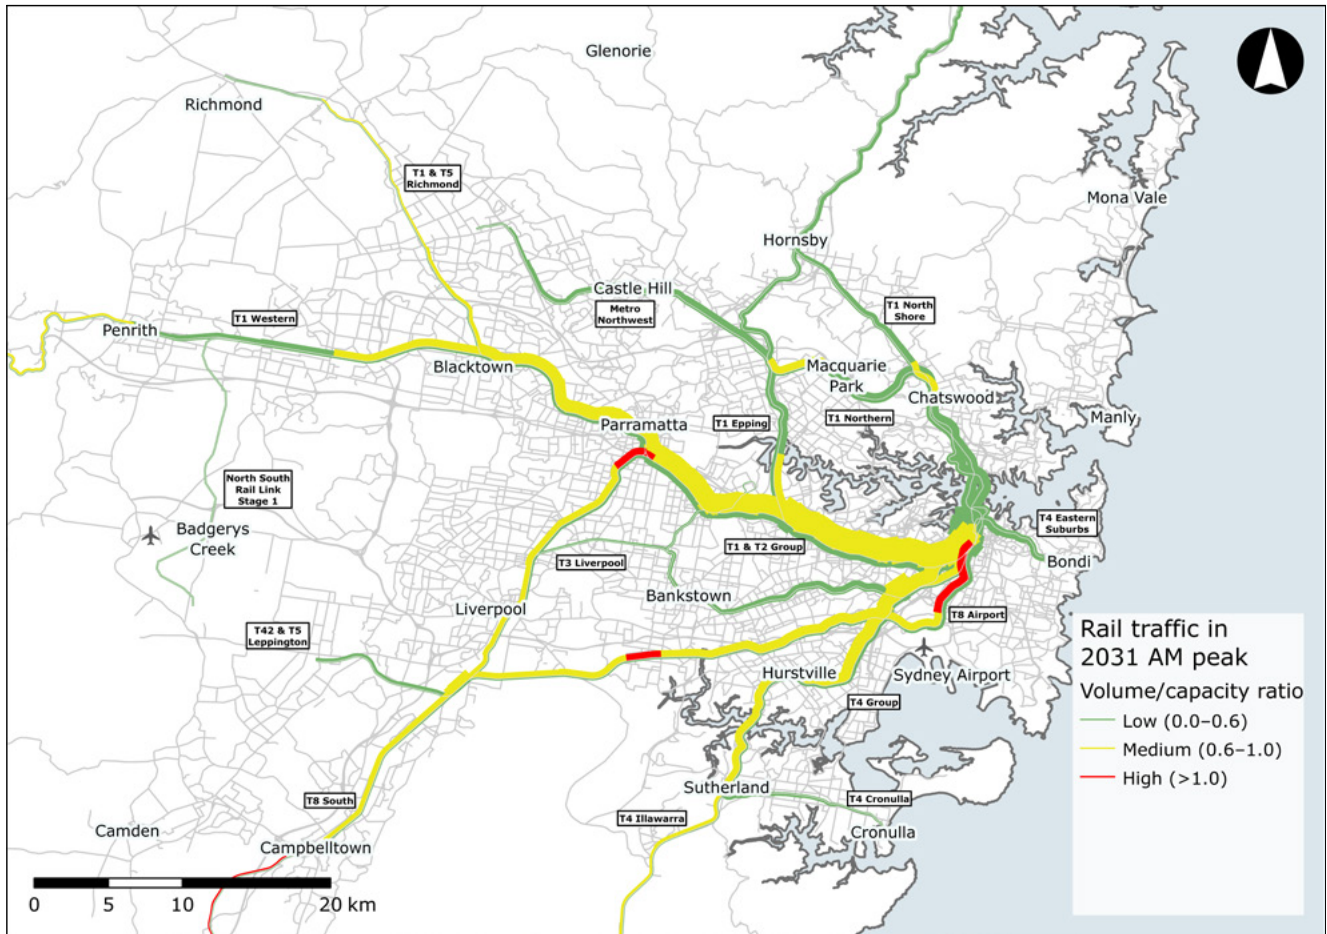 Glenorie
Richmond
T1 & T5
Richmond
Mona Vale
Hornsby
Castle Hill
Metro
Northwest
T1 North
Shore
T1 Western
Penrith
Blacktown
Macquarie
Park
Chatswood
Manly
Parramatta
T1 Epping
T1 Northern
North South
Rail Link
Stage 1
Badgerys
Creek
T4 Eastern
Suburbs
T1 & T2 Group
Bondi
T3 Liverpool
Bankstown
Liverpool
T8 Airport
T42 & T5
Leppington
Hurstville
Sydney Airport
T4 Group
Sutherland
T8 South
T4 Illawarra
T4 Cronulla
Camden
Campbelltown
Cronulla
Rail traffic in
2031 AM peak
Volume/capacity ratio
Low (0.0–0.6)
Medium (0.6–1.0)
High (>1.0)
0 5 10 20 km